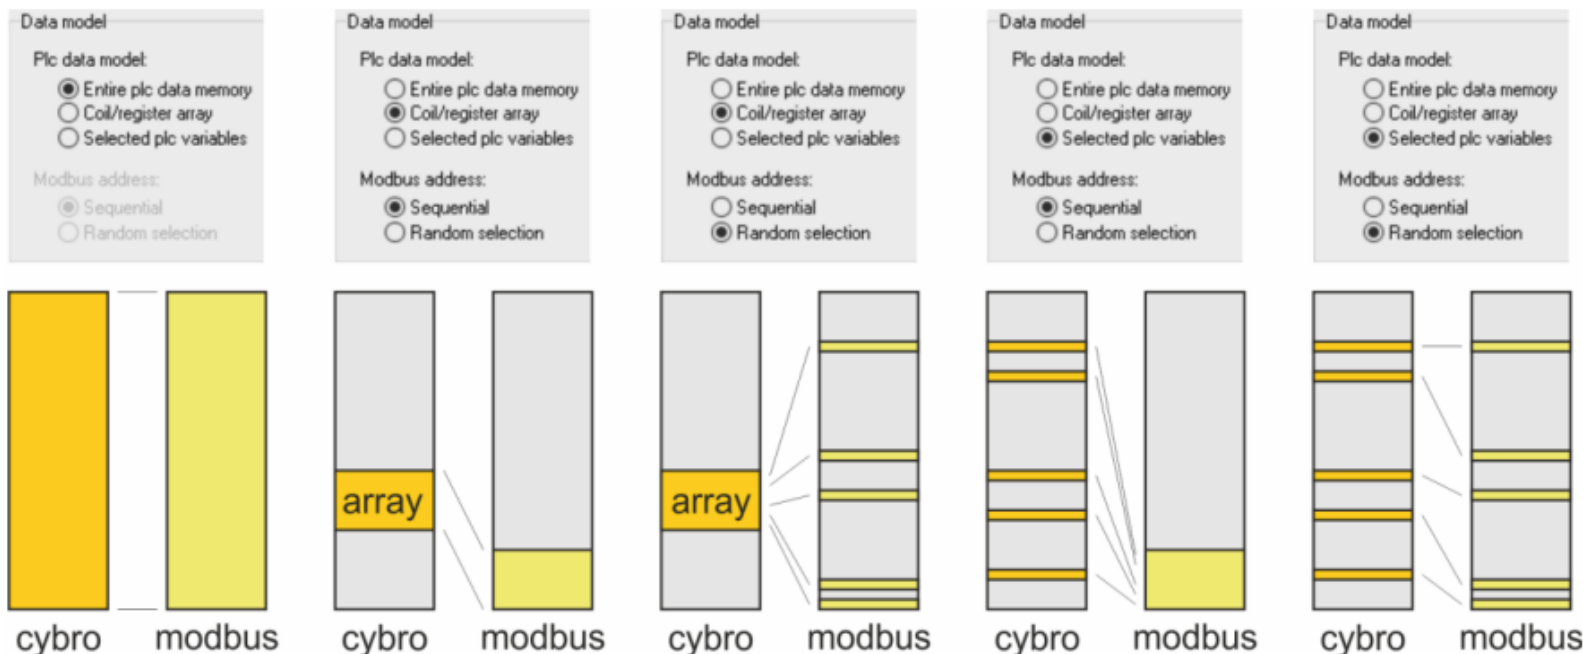 Data model
Plc data model:
Entire plc data memory
Coil/register array
Selected plc variables
Modbus address:
Sequential
Random selection
cybro modbus
Data model
Plc data model:
Entire plc data memory
Coil/register array
Selected plc variables
Modbus address:
Sequential
Random selection
array
cybro modbus
Data model
Plc data model:
Entire plc data memory
Coil/register array
Selected plc variables
Modbus address:
Sequential
Random selection
array
cybro modbus
Data model
Plc data model:
Entire plc data memory
Coil/register array
Selected plc variables
Modbus address:
Sequential
Random selection
cybro modbus
Data model
Plc data model:
Entire plc data memory
Coil/register array
Selected plc variables
Modbus address:
Sequential
Random selection
cybro modbus